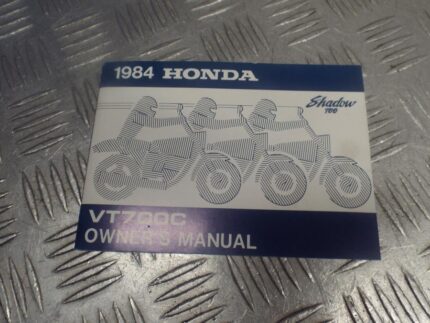 1984 HONDA
Shadow
700
VT700C
OWNER'S MANUAL